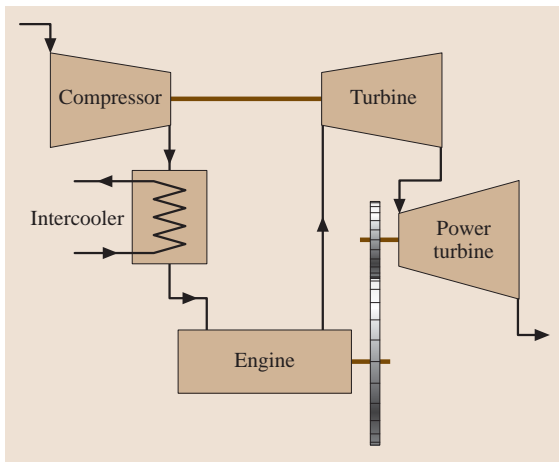 Compressor
Turbine
Intercooler
Power
turbine
Engine